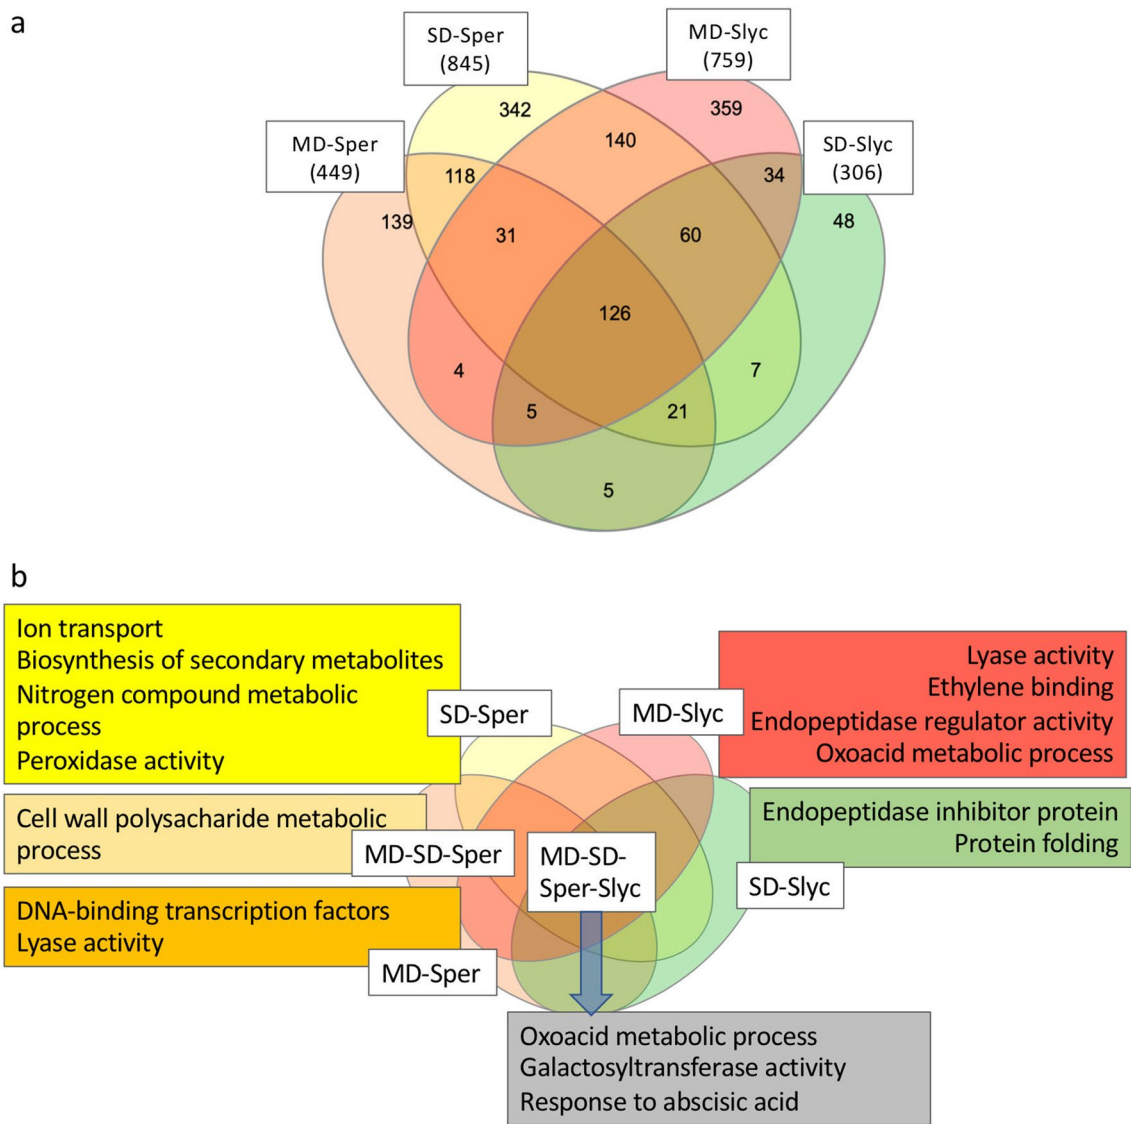 a
SD-Sper
(845)
MD-Slyc
(759)
MD-Sper
(449)
SD-Slyc
(306)
342
359
140
118
34
139
31
60
48
126
4
7
5
21
5
b
Ion transport
Biosynthesis of secondary metabolites
Nitrogen compound metabolic
process
Peroxidase activity
Lyase activity
Ethylene binding
Endopeptidase regulator activity
Oxoacid metabolic process
SD-Sper
MD-Slyc
Cell wall polysacharide metabolic
process
Endopeptidase inhibitor protein
Protein folding
MD-SD-Sper
MD-SD-
Sper-Slyc
SD-Slyc
DNA-binding transcription factors
Lyase activity
MD-Sper
Oxoacid metabolic process
Galactosyltransferase activity
Response to abscisic acid